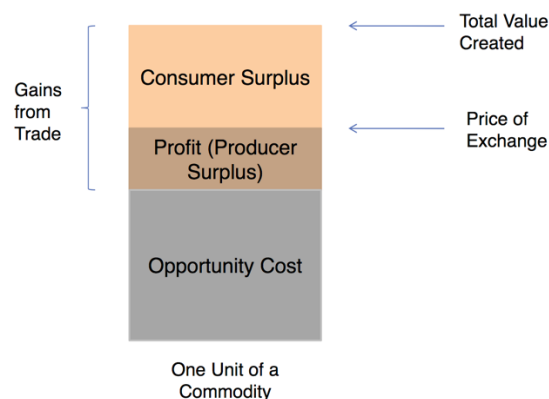 Total Value
Created
Consumer Surplus
Gains
from
Trade
Price of
Exchange
Profit (Producer
Surplus)
Opportunity Cost
One Unit of a
Commodity